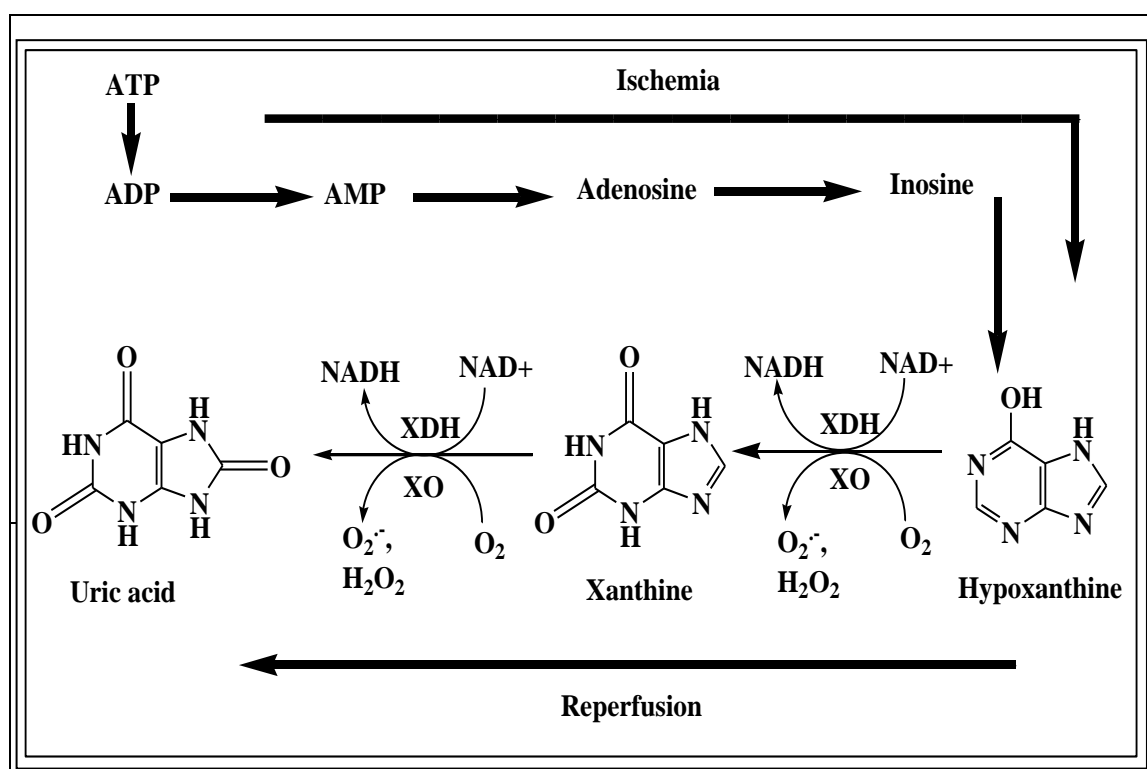 ATP
Ischemia
ADP
AMP
Adenosine
Inosine
O
NADH
NAD+
O
NADH
NAD+
OH
HN
H
N
XDH
HN
H
N
XDH
N
H
N
O
XO
XO
O
N
H
N
H
O2·-,
H2O2
O2
O
N
H
N
O2·-,
H2O2
O2
N
N
Uric acid
Xanthine
Hypoxanthine
Reperfusion